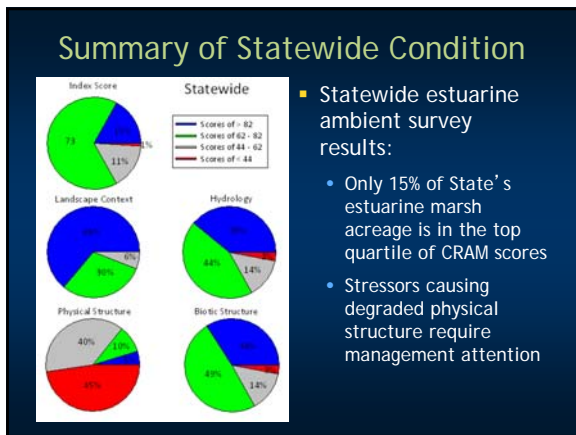 Summary of Statewide Condition
Index Score
Statewide
73
1%
11%
Scores of > 82
Scores of 62 - 82
Scores of 44 - 62
Scores of < 44
Landscape Context
6%
Hydrology
44%
14%
Physical Structure
40%
10%
45%
Biotic Structure
49%
14%
Statewide estuarine
ambient survey
results:
Only 15% of State's
estuarine marsh
acreage is in the top
quartile of CRAM scores
Stressors causing
degraded physical
structure require
management attention